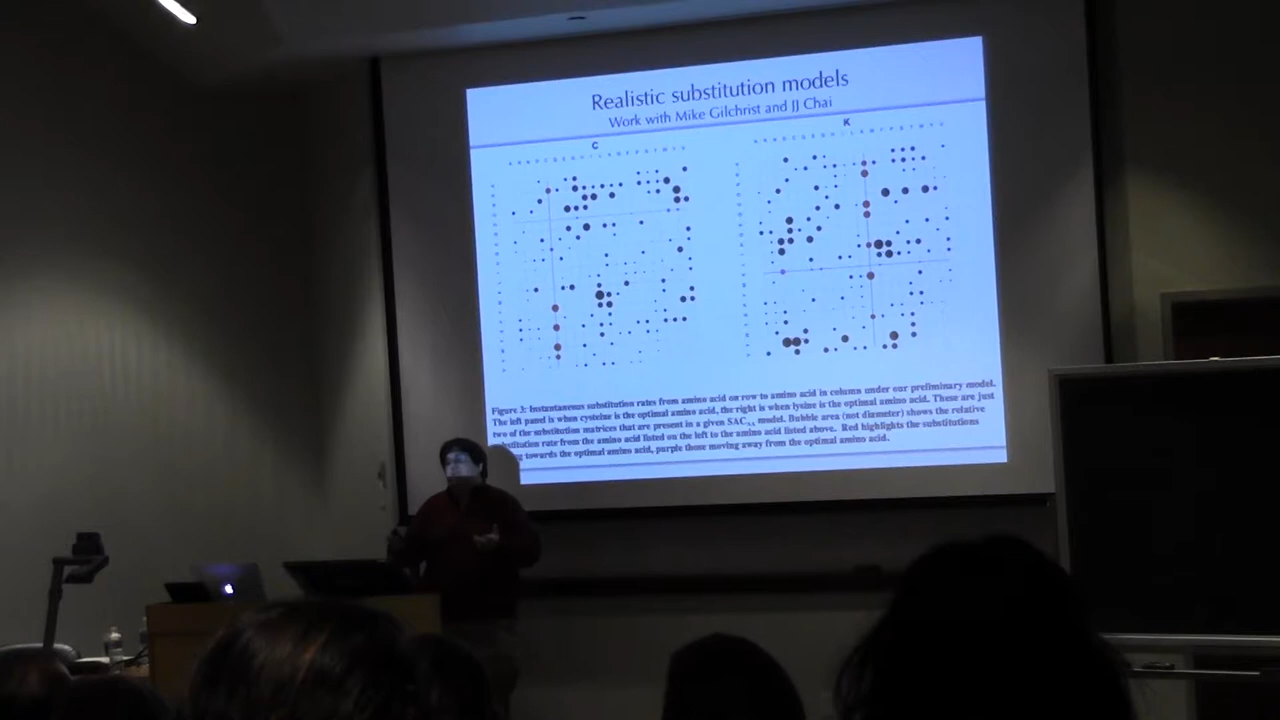 Realistic substitution models
Work with Mike Gilchrist and JJ Chai
C
K
Figure 3: Instantaneous substitution rates from amino acid on row to amino acid in column under our preliminary model.
The left panel is when cysteine is the optimal amino acid, the right is when lysine is the optimal amino acid. These are just
two of the substitution matrices that are present in a given SAC model. Bubble area (not diameter) shows the relative
substitution rate from the amino acid listed on the left to the amino acid listed above. Red highlights the substitutions
towards the optimal amino acid, purple those moving away from the optimal amino acid.